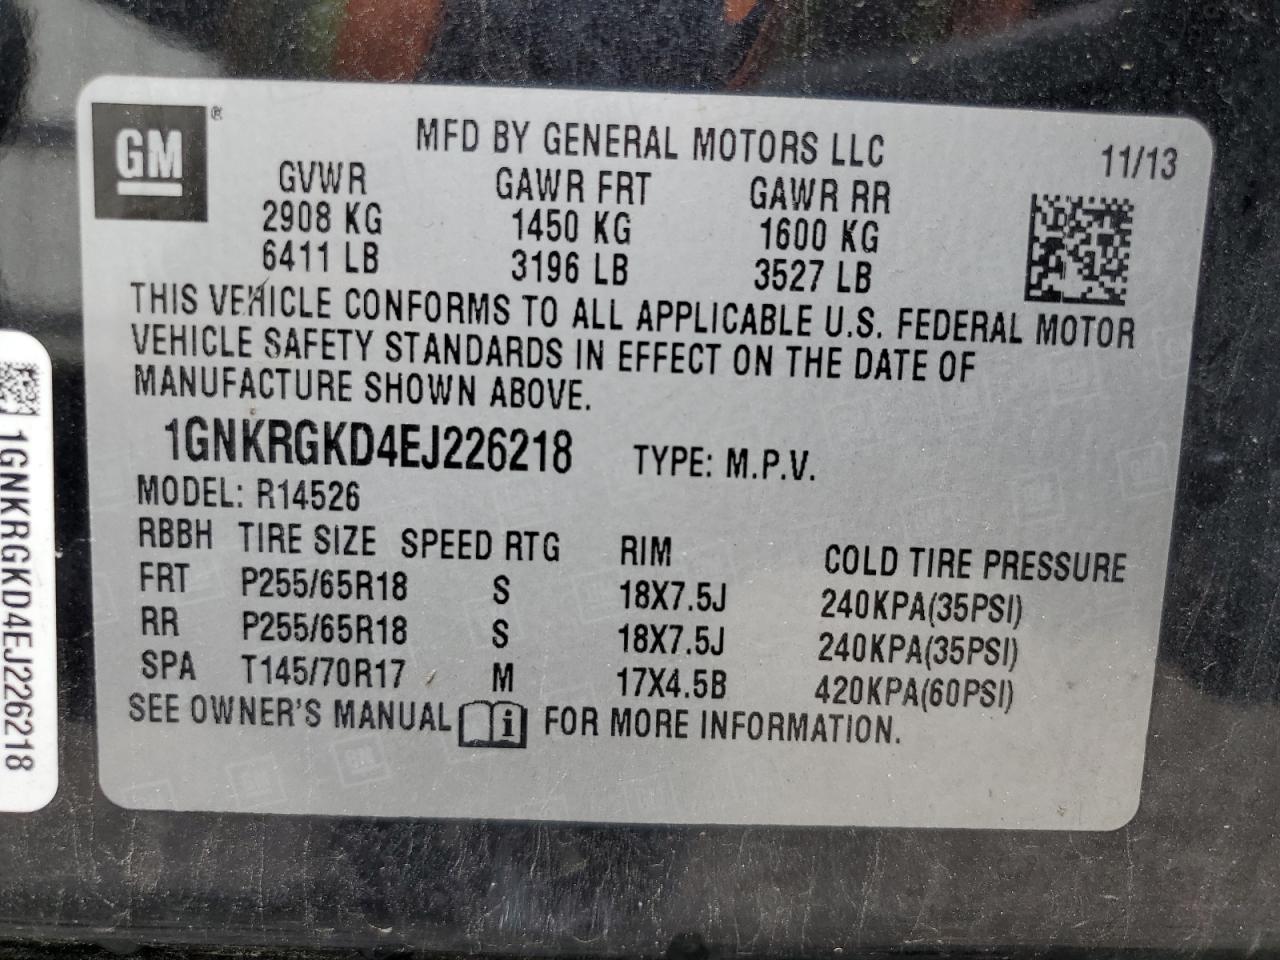 GM ®
MFD BY GENERAL MOTORS LLC 11/13
GVWR GAWR FRT GAWR RR
2908 KG 1450 KG 1600 KG
6411 LB 3196 LB 3527 LB
THIS VEHICLE CONFORMS TO ALL APPLICABLE U.S. FEDERAL MOTOR
VEHICLE SAFETY STANDARDS IN EFFECT ON THE DATE OF
MANUFACTURE SHOWN ABOVE.
1GNKRGKD4EJ226218 TYPE: M.P.V.
MODEL: R14526
RBBH TIRE SIZE SPEED RTG RIM COLD TIRE PRESSURE
FRT P255/65R18 S 18X7.5J 240KPA(35PSI)
RR P255/65R18 S 18X7.5J 240KPA(35PSI)
SPA T145/70R17 M 17X4.5B 420KPA(60PSI)
SEE OWNER'S MANUAL i FOR MORE INFORMATION.
1GNKRGKD4EJ226218